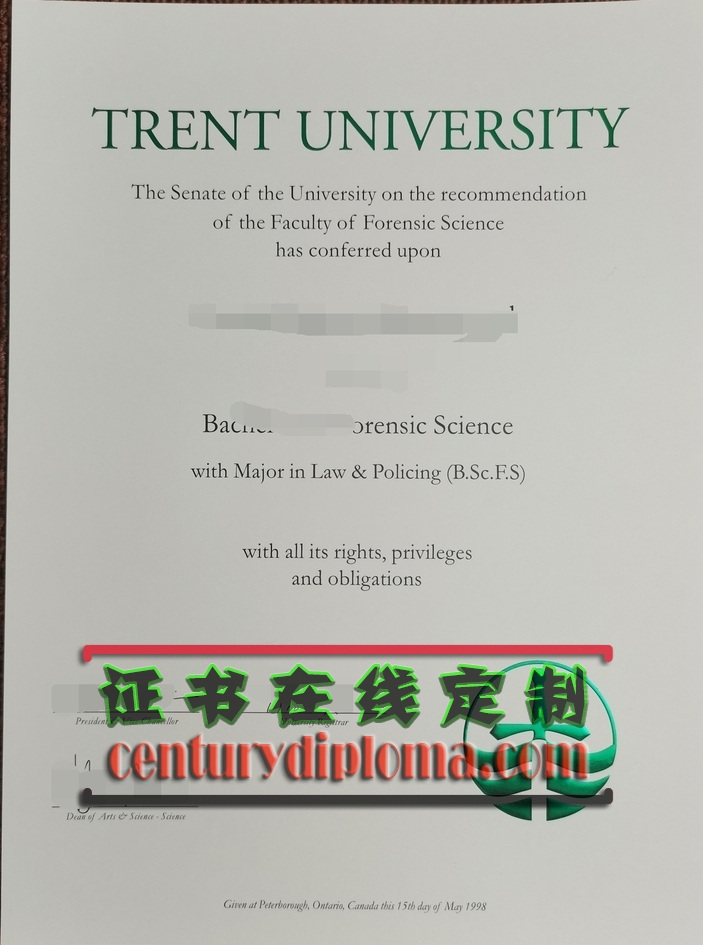 TRENT UNIVERSITY
The Senate of the University on the recommendation
of the Faculty of Forensic Science
has conferred upon
orensic Science
with Major in Law & Policing (B.Sc.F.S)
with all its rights, privileges
and obligations
证书在线定制
President
Registrar
centurydiploma.com
Dean of Arts & Science - Science
Given at Peterborough, Ontario, Canada this 15th day of May 1998